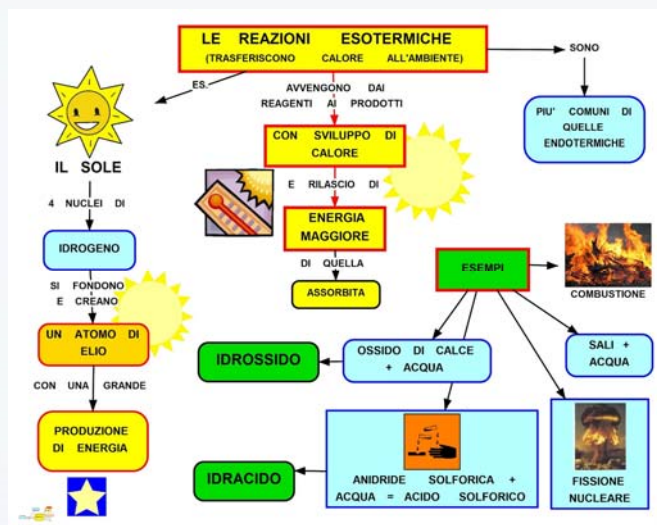 LE REAZIONI ESOTERMICHE
(TRASFERISCONO CALORE ALL'AMBIENTE)
SONO
PIU' COMUNI DI
QUELLE
ENDOTERMICHE
ES.
IL SOLE
4 NUCLEI DI
IDROGENO
SI FONDONO
E CREANO
UN ATOMO DI
ELIO
CON UNA GRANDE
PRODUZIONE
DI ENERGIA
AVVENGONO DAI
REAGENTI AI PRODOTTI
CON SVILUPPO DI
CALORE
E RILASCIO DI
ENERGIA
MAGGIORE
DI QUELLA
ASSORBITA
ESEMPI
COMBUSTIONE
SALI +
ACQUA
OSSIDO DI CALCE
+ ACQUA
IDROSSIDO
ANIDRIDE SOLFORICA +
ACQUA = ACIDO SOLFORICO
IDRACIDO
FISSIONE
NUCLEARE